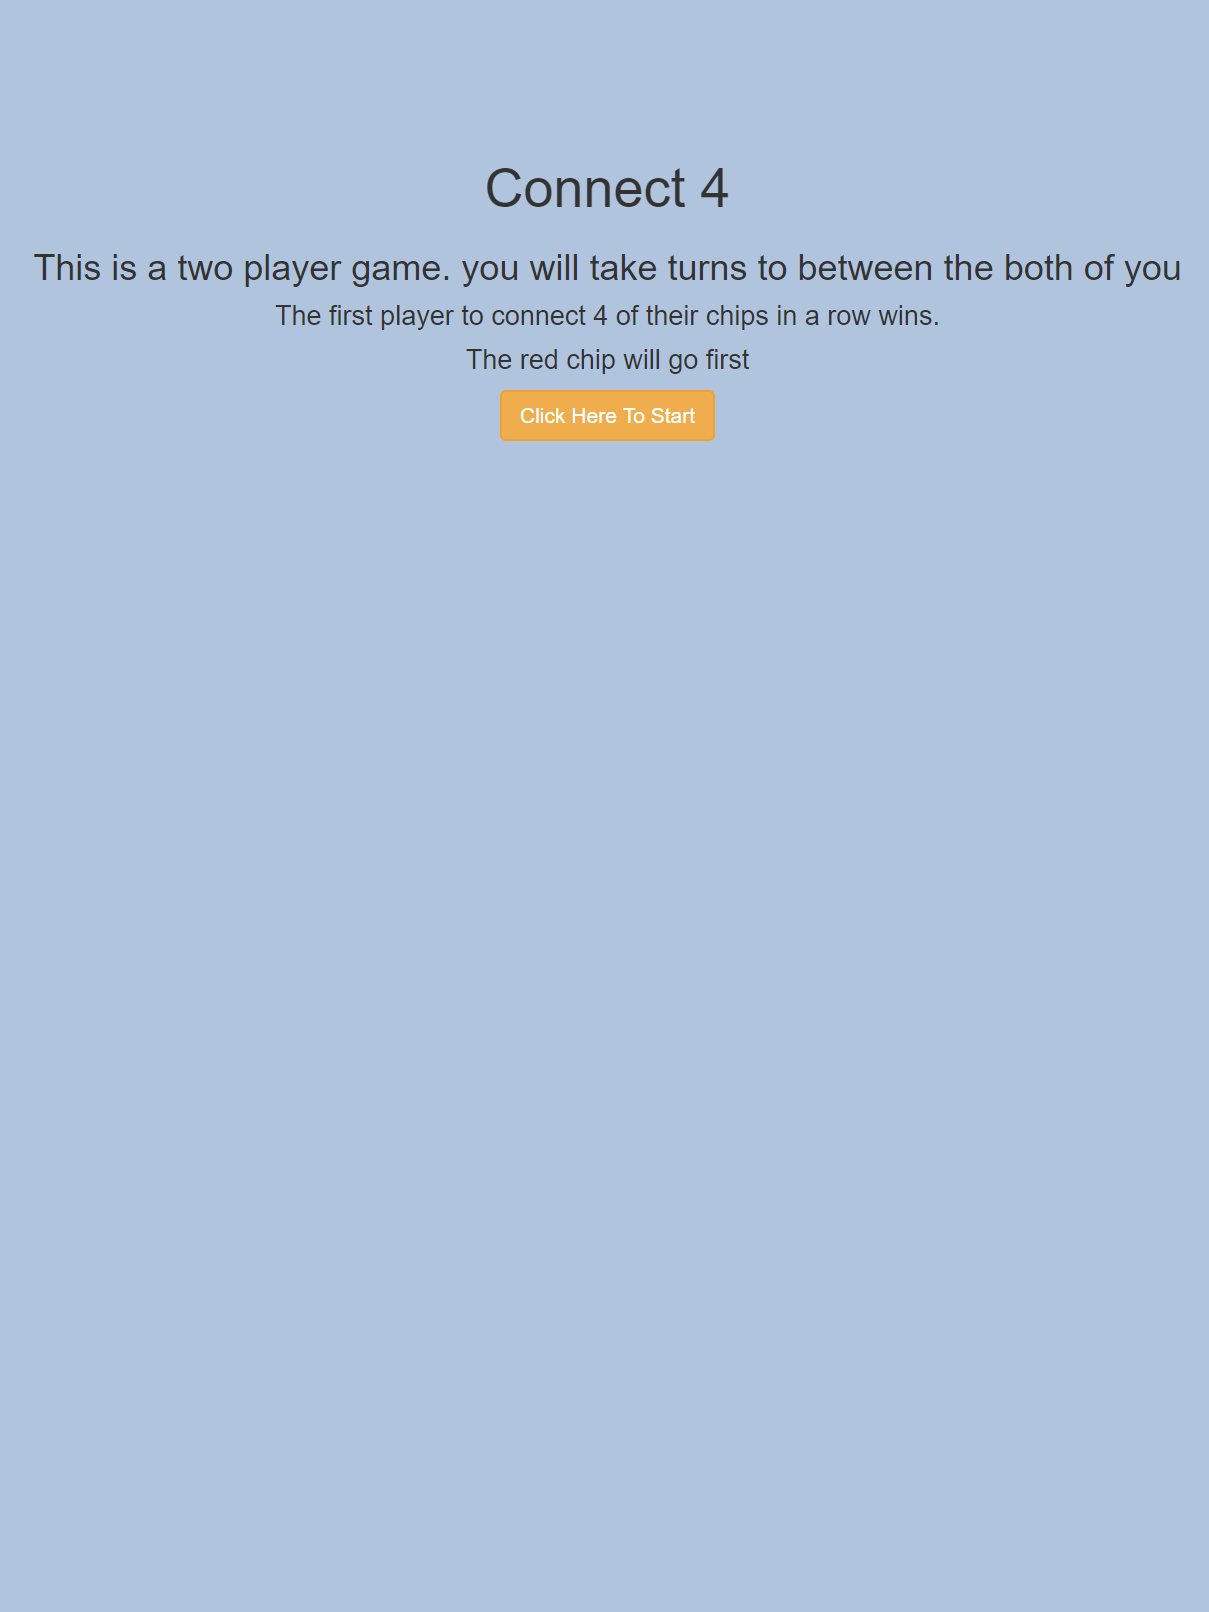 Connect 4
This is a two player game. you will take turns to between the both of you
The first player to connect 4 of their chips in a row wins.
The red chip will go first
Click Here To Start